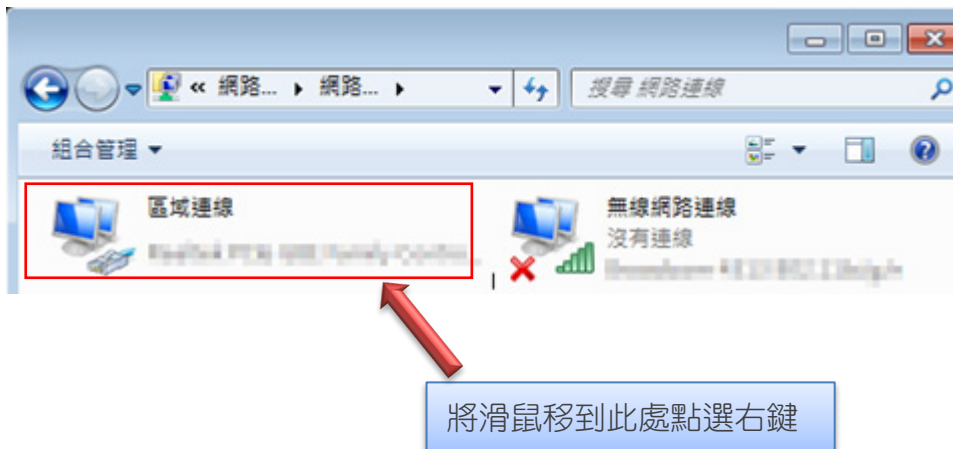 « 網路... ▸ 網路... ▸
搜尋 網路連線
組合管理
區域連線
無線網路連線
沒有連線
將滑鼠移到此處點選右鍵